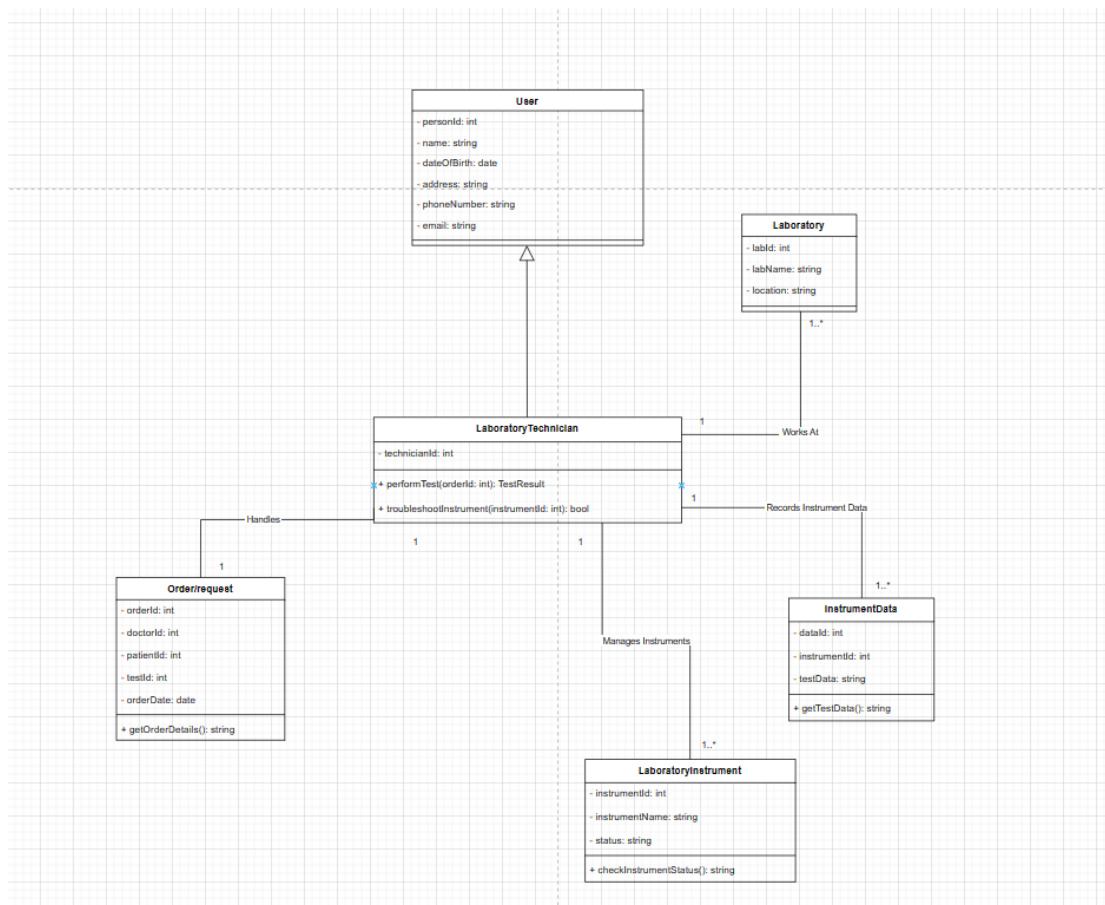 User
- personId: int
- name: string
- dateOfBirth: date
- address: string
- phoneNumber: string
- email: string
Laboratory
- labId: int
- labName: string
- location: string
1..*
1
Works At
LaboratoryTechnician
- technicianId: int
+ performTest(orderId: int): TestResult
+ troubleshootInstrument(instrumentId: int): bool
1
Records Instrument Data
1..*
Handles
1
1
1
Order/request
- orderId: int
- doctorId: int
- patientId: int
- testId: int
- orderDate: date
+ getOrderDetails(): string
InstrumentData
- dataId: int
- instrumentId: int
- testData: string
+ getTestData(): string
Manages Instruments
1..*
LaboratoryInstrument
- instrumentId: int
- instrumentName: string
- status: string
+ checkInstrumentStatus(): string